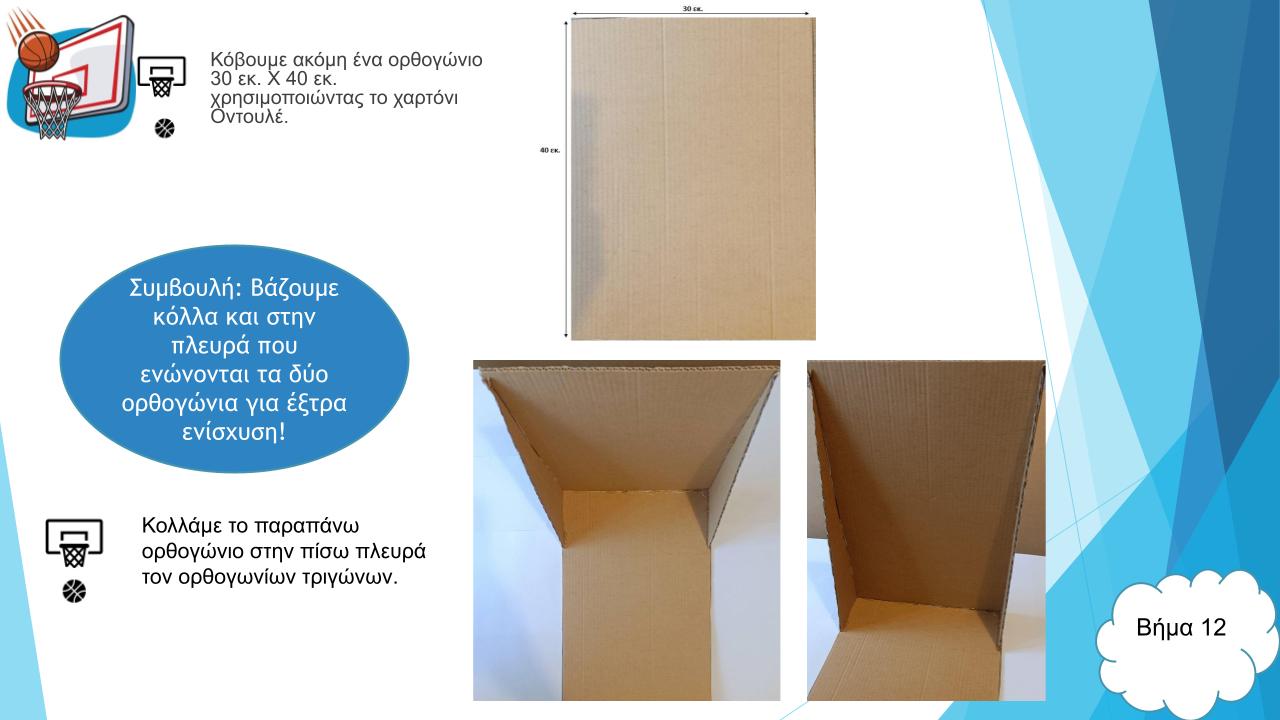 30 εκ.
Κόβουμε ακόμη ένα ορθογώνιο
30 εκ. Χ 40 εκ.
χρησιμοποιώντας το χαρτόνι
Οντουλέ.
40 εκ.
Συμβουλή: Βάζουμε
κόλλα και στην
πλευρά που
ενώνονται τα δύο
ορθογώνια για έξτρα
ενίσχυση!
Κολλάμε το παραπάνω
ορθογώνιο στην πίσω πλευρά
τον ορθογωνίων τριγώνων.
Βήμα 12